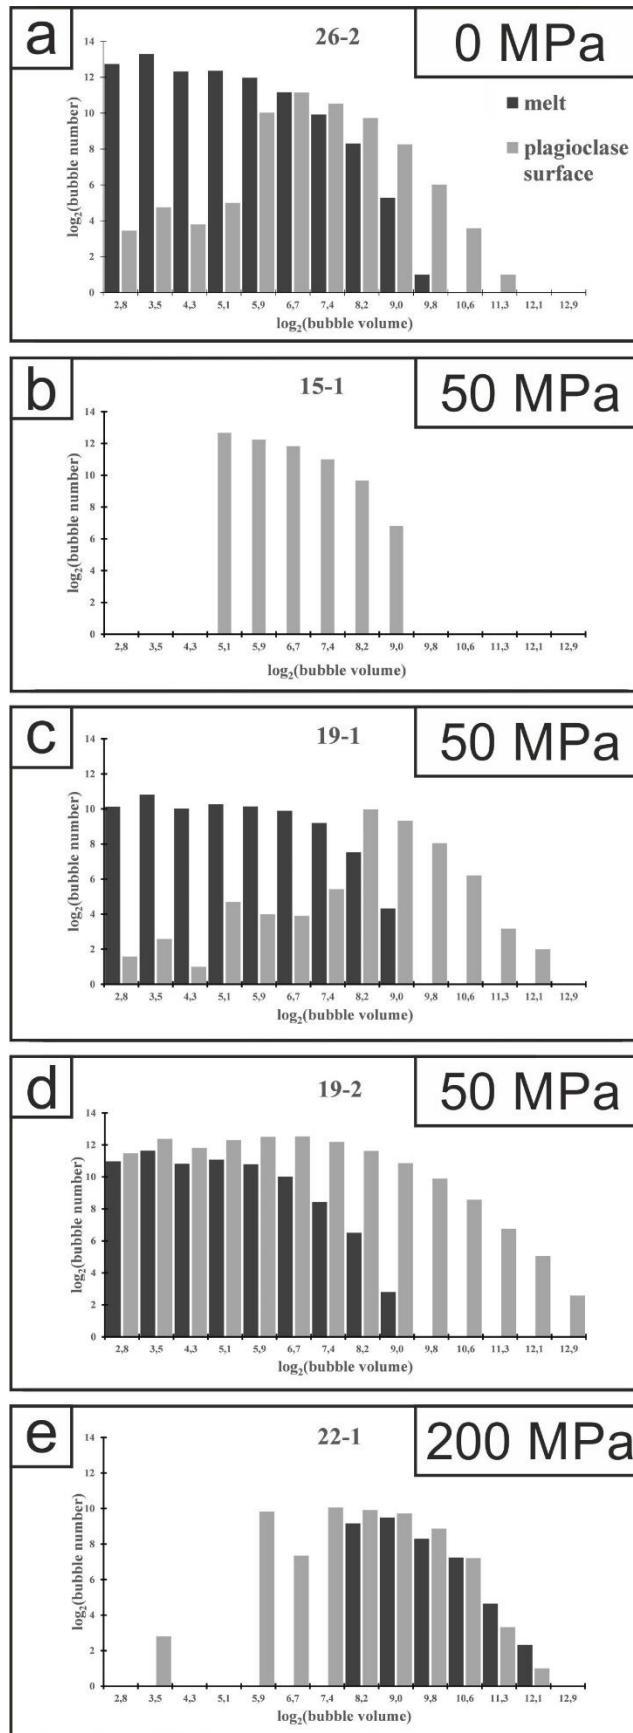 a
26-2
0 MPa
melt
plagioclase
surface
log2(bubble number)
14
12
10
8
6
4
2
0
2,8 3,5 4,3 5,1 5,9 6,7 7,4 8,2 9,0 9,8 10,6 11,3 12,1 12,9
log2(bubble volume)
b
15-1
50 MPa
log2(bubble number)
14
12
10
8
6
4
2
0
2,8 3,5 4,3 5,1 5,9 6,7 7,4 8,2 9,0 9,8 10,6 11,3 12,1 12,9
log2(bubble volume)
c
19-1
50 MPa
log2(bubble number)
14
12
10
8
6
4
2
0
2,8 3,5 4,3 5,1 5,9 6,7 7,4 8,2 9,0 9,8 10,6 11,3 12,1 12,9
log2(bubble volume)
d
19-2
50 MPa
log2(bubble number)
14
12
10
8
6
4
2
0
2,8 3,5 4,3 5,1 5,9 6,7 7,4 8,2 9,0 9,8 10,6 11,3 12,1 12,9
log2(bubble volume)
e
22-1
200 MPa
log2(bubble number)
14
12
10
8
6
4
2
0
2,8 3,5 4,3 5,1 5,9 6,7 7,4 8,2 9,0 9,8 10,6 11,3 12,1 12,9
log2(bubble volume)